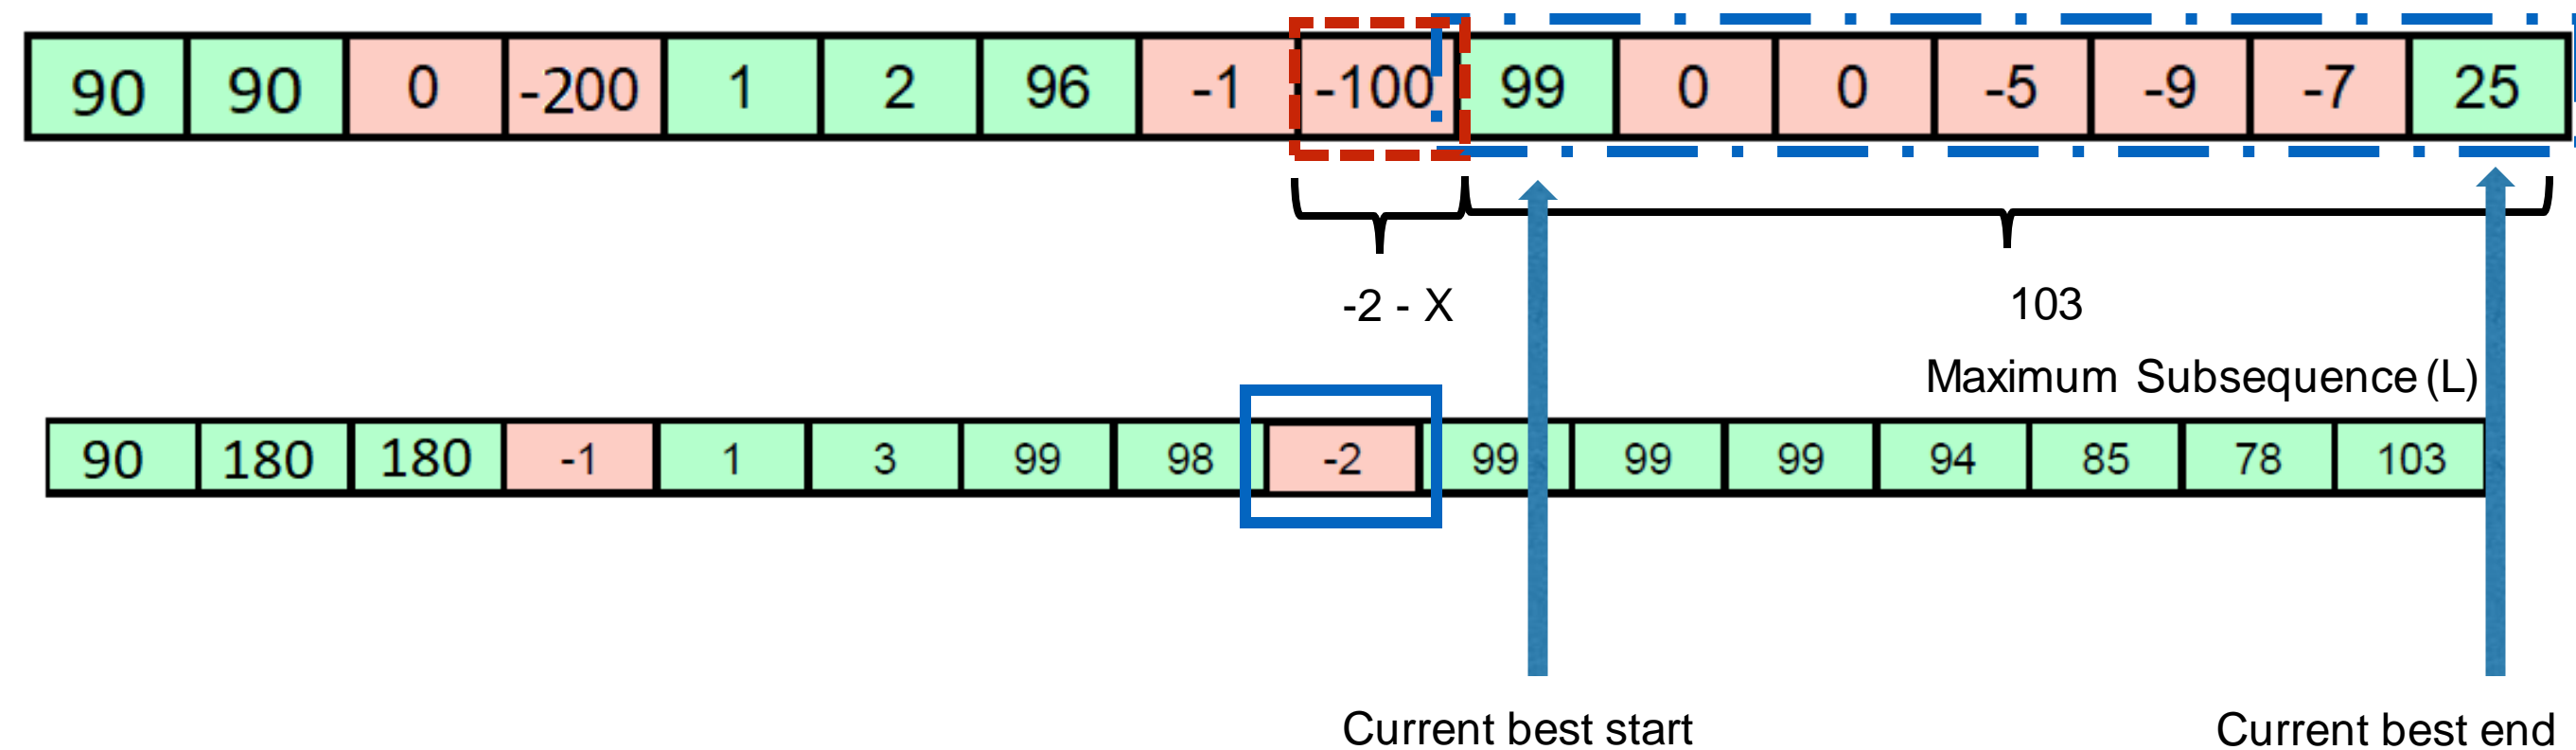 90 90 0 -200 1 2 96 -1 -100 99 0 0 -5 -9 -7 25
-2 - X 103
Maximum Subsequence (L)
90 180 180 -1 1 3 99 98 -2 99 99 99 94 85 78 103
Current best start Current best end